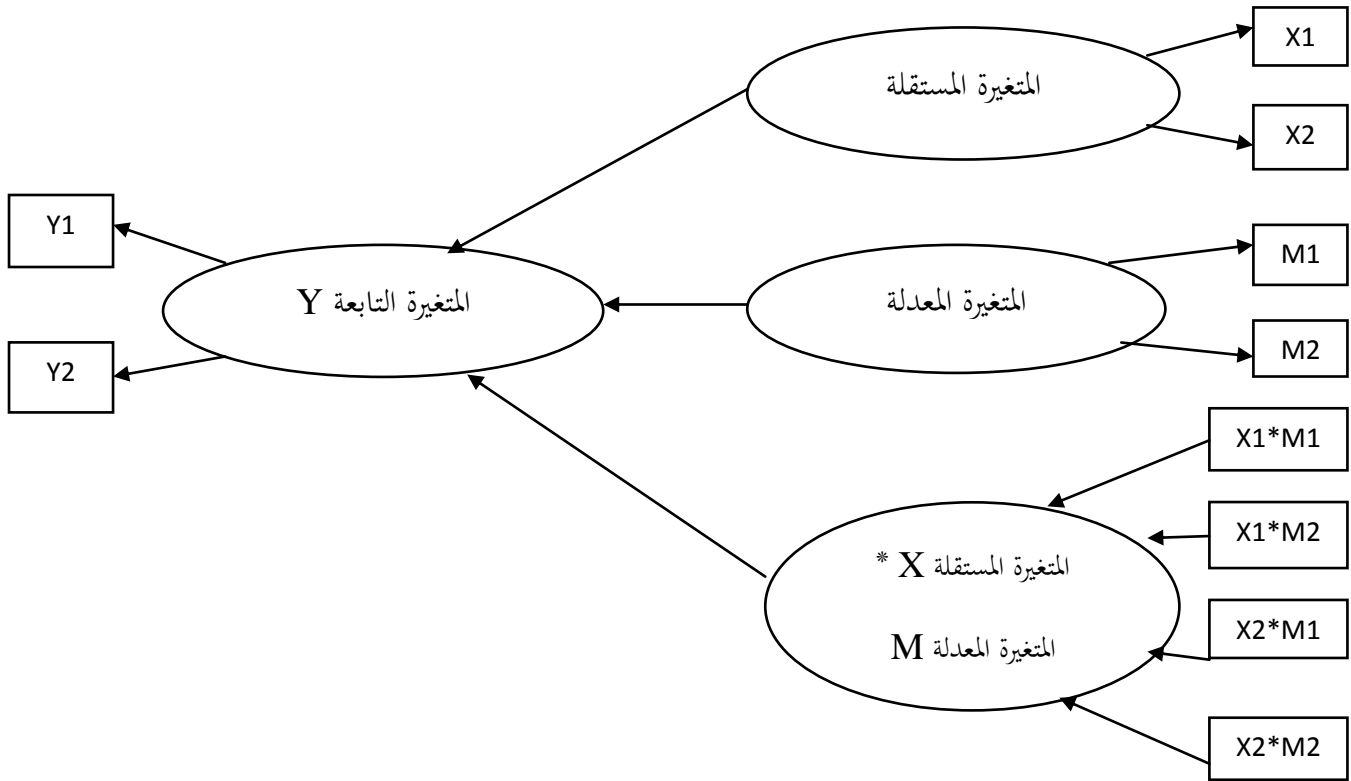 X1
المتغيرة المستقلة
X2
Y1
M1
المتغيرة التابعة Y
المتغيرة المعدلة
Y2
M2
X1*M1
X1*M2
المتغيرة المستقلة X *
X2*M1
المتغيرة المعدلة M
X2*M2